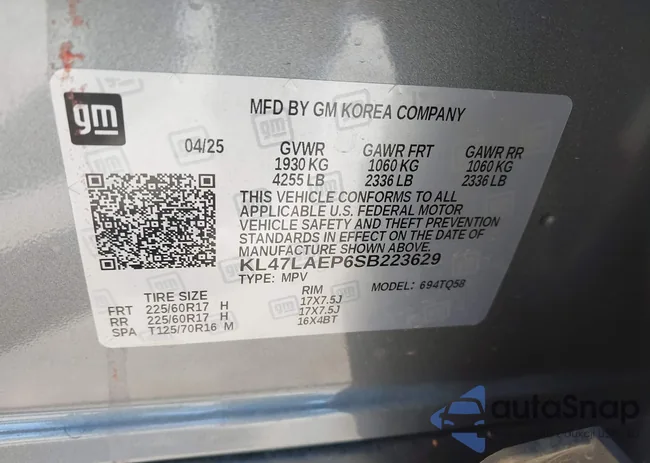 gm
MFD BY GM KOREA COMPANY
04/25 GVWR GAWR FRT GAWR RR
1930 KG 1060 KG 1060 KG
4255 LB 2336 LB 2336 LB
THIS VEHICLE CONFORMS TO ALL
APPLICABLE U.S. FEDERAL MOTOR
VEHICLE SAFETY AND THEFT PREVENTION
STANDARDS IN EFFECT ON THE DATE OF
MANUFACTURE SHOWN ABOVE.
KL47LAEP6SB223629
TYPE: MPV MODEL: 694TQ58
TIRE SIZE RIM
FRT 225/60R17 H 17X7.5J
RR 225/60R17 H 17X7.5J
SPA T125/70R16 M 16X4BT
autoSnap